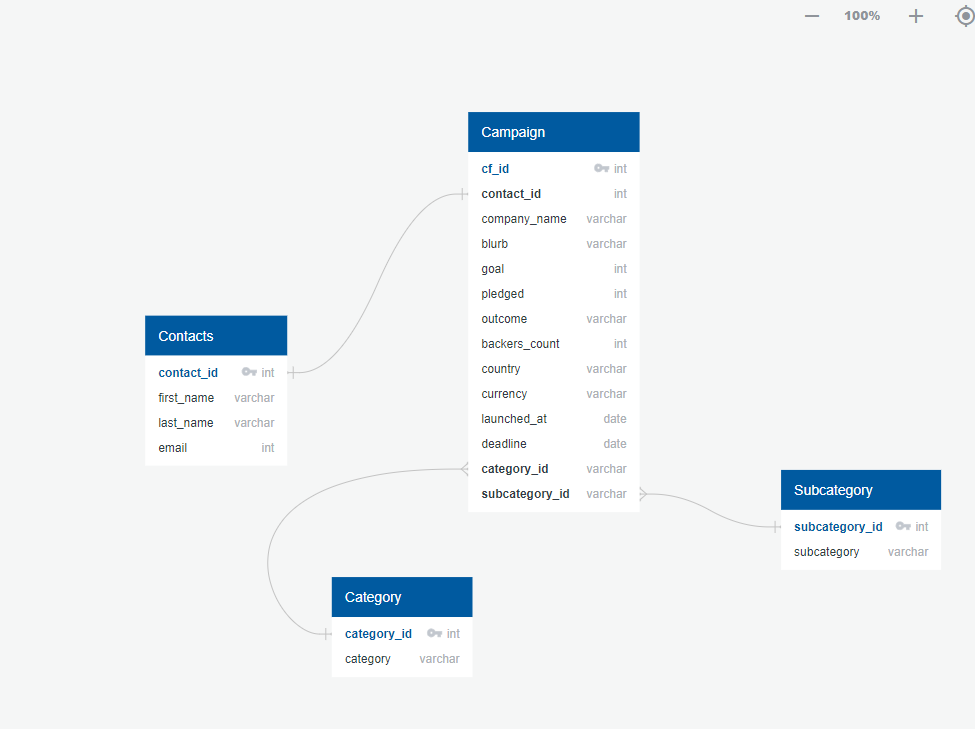 100%
Campaign
cf_id int
contact_id int
company_name varchar
blurb varchar
goal int
pledged int
outcome varchar
backers_count int
country varchar
currency varchar
launched_at date
deadline date
category_id varchar
subcategory_id varchar
Contacts
contact_id int
first_name varchar
last_name varchar
email int
Subcategory
subcategory_id int
subcategory varchar
Category
category_id int
category varchar